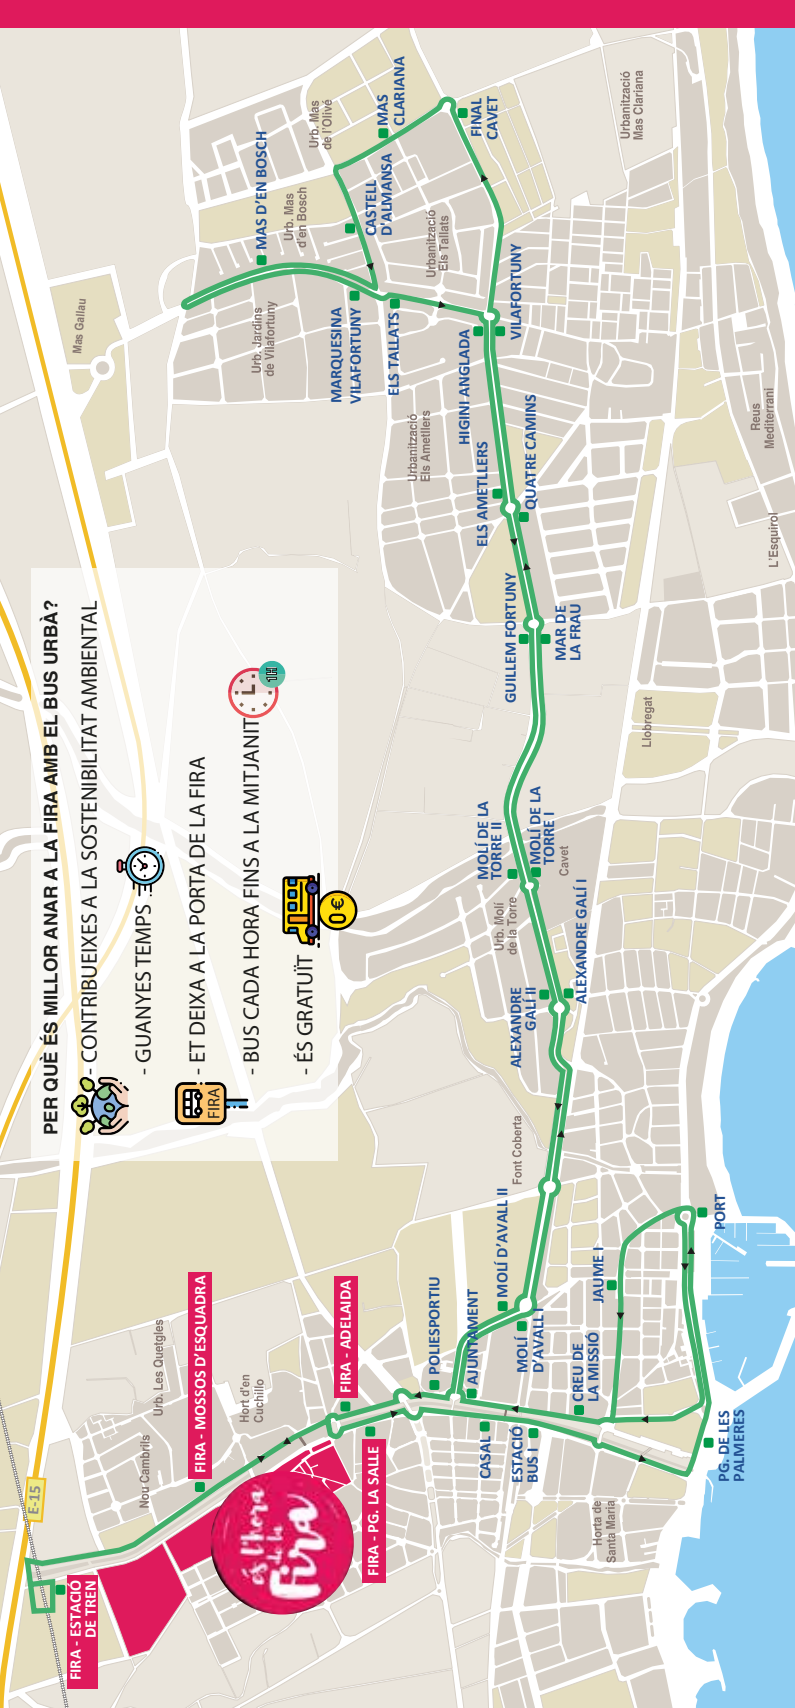 PER QUÈ ÉS MILLOR ANAR A LA FIRA AMB EL BUS URBÀ?
- CONTRIBUEIXES A LA SOSTENIBILITAT AMBIENTAL
- GUANYES TEMPS
- ET DEIXA A LA PORTA DE LA FIRA
FIRA
- BUS CADA HORA FINS A LA MITJANIT
1H
- ÉS GRATUÏT
0€
E-15
FIRA - ESTACIÓ
DE TREN
FIRA - MOSSOS D'ESQUADRA
FIRA - ADELAIDA
FIRA - PG. LA SALLE
és l'hora
de la
fira
Nou Cambrils
Urb. Les Quetgles
Hort d'en
Cuchillo
POLIESPORTIU
AJUNTAMENT
CASAL
ESTACIÓ
BUS I
CREU DE
LA MISSIÓ
JAUME I
PG. DE LES
PALMERES
PORT
Horta de
Santa Maria
MOLÍ D'AVALL II
MOLÍ
D'AVALL I
Font Coberta
ALEXANDRE
GALÍ II
ALEXANDRE GALÍ I
Urb. Molí
de la Torre
MOLÍ DE LA
TORRE II
MOLÍ DE LA
TORRE I
Cavet
Llobregat
GUILLEM FORTUNY
MAR DE
LA FRAU
ELS AMETLLERS
QUATRE CAMINS
Urbanització
Els Ametllers
HIGINI ANGLADA
VILAFORTUNY
L'Esquirol
Reus
Mediterrani
MARQUESINA
VILAFORTUNY
ELS TALLATS
Urb. Jardins
de Vilafortuny
Mas Gallau
MAS D'EN BOSCH
Urb. Mas
d'en Bosch
CASTELL
D'ALMANSA
Urbanització
Els Tallats
Urb. Mas
de l'Olivé
MAS
CLARIANA
FINAL
CAVET
Urbanització
Mas Clariana